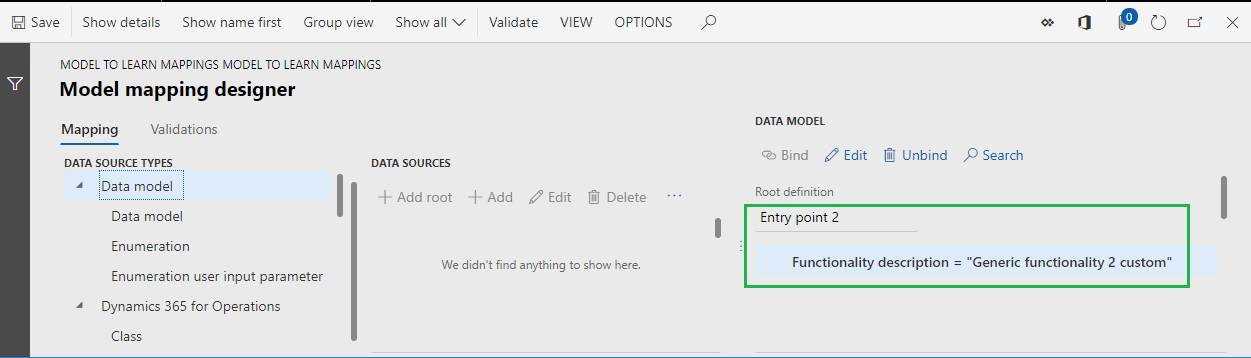 Save Show details Show name first Group view Show all Validate VIEW OPTIONS 0
MODEL TO LEARN MAPPINGS MODEL TO LEARN MAPPINGS
Model mapping designer
Mapping Validations
DATA SOURCE TYPES
Data model
Data model
Enumeration
Enumeration user input parameter
Dynamics 365 for Operations
Class
DATA SOURCES
Add root Add Edit Delete ...
We didn't find anything to show here.
DATA MODEL
Bind Edit Unbind Search
Root definition
Entry point 2
Functionality description = "Generic functionality 2 custom"